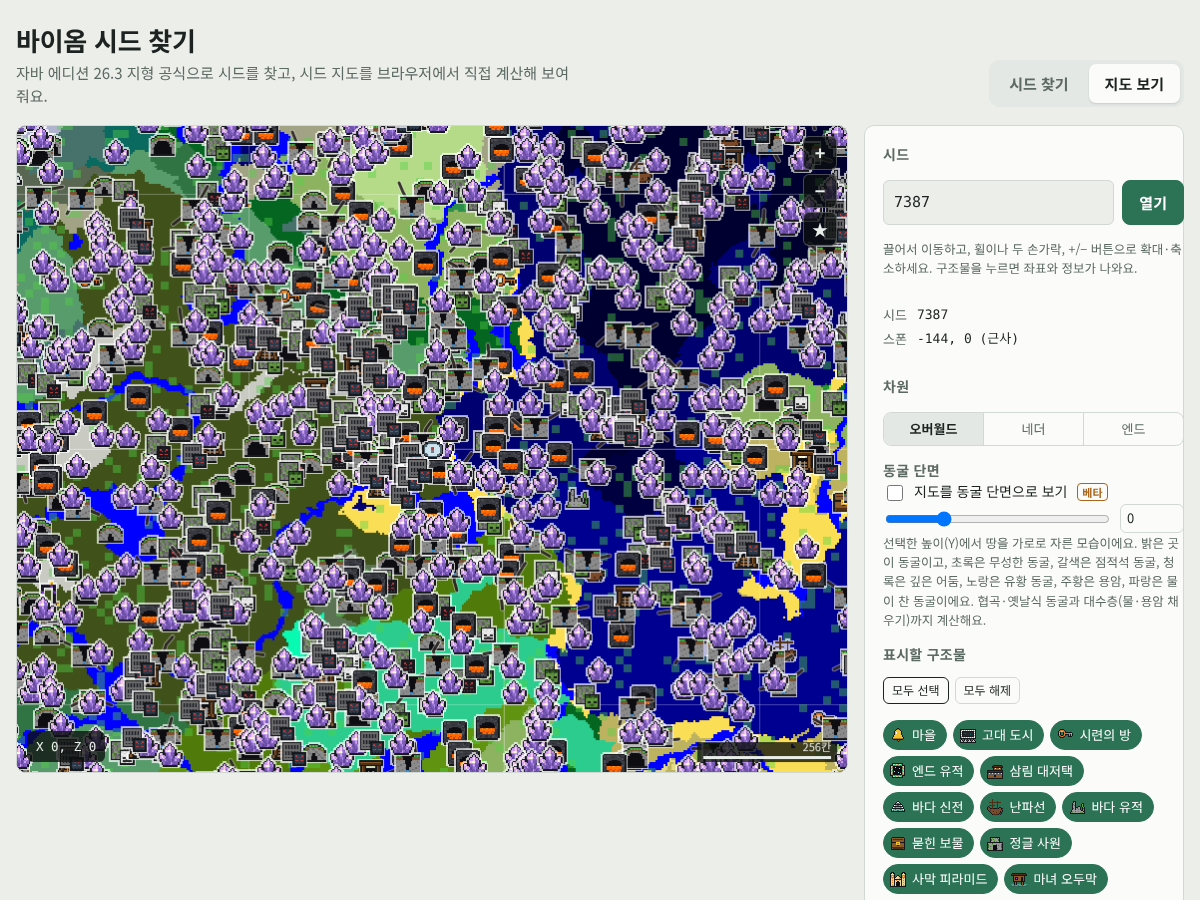 바이옴 시드 찾기
자바 에디션 26.3 지형 공식으로 시드를 찾고, 시드 지도를 브라우저에서 직접 계산해 보여
줘요.
시드 찾기
지도 보기
+
−
★
X 0, Z 0
256칸
시드
7387
열기
끌어서 이동하고, 휠이나 두 손가락, +/− 버튼으로 확대·축
소하세요. 구조물을 누르면 좌표와 정보가 나와요.
시드 7387
스폰 -144, 0 (근사)
차원
오버월드
네더
엔드
동굴 단면
지도를 동굴 단면으로 보기 베타
0
선택한 높이(Y)에서 땅을 가로로 자른 모습이에요. 밝은 곳
이 동굴이고, 초록은 무성한 동굴, 갈색은 점적석 동굴, 청
록은 깊은 어둠, 노랑은 유황 동굴, 주황은 용암, 파랑은 물
이 찬 동굴이에요. 협곡·옛날식 동굴과 대수층(물·용암 채
우기)까지 계산해요.
표시할 구조물
모두 선택
모두 해제
마을
고대 도시
시련의 방
엔드 유적
삼림 대저택
바다 신전
난파선
바다 유적
묻힌 보물
정글 사원
사막 피라미드
마녀 오두막